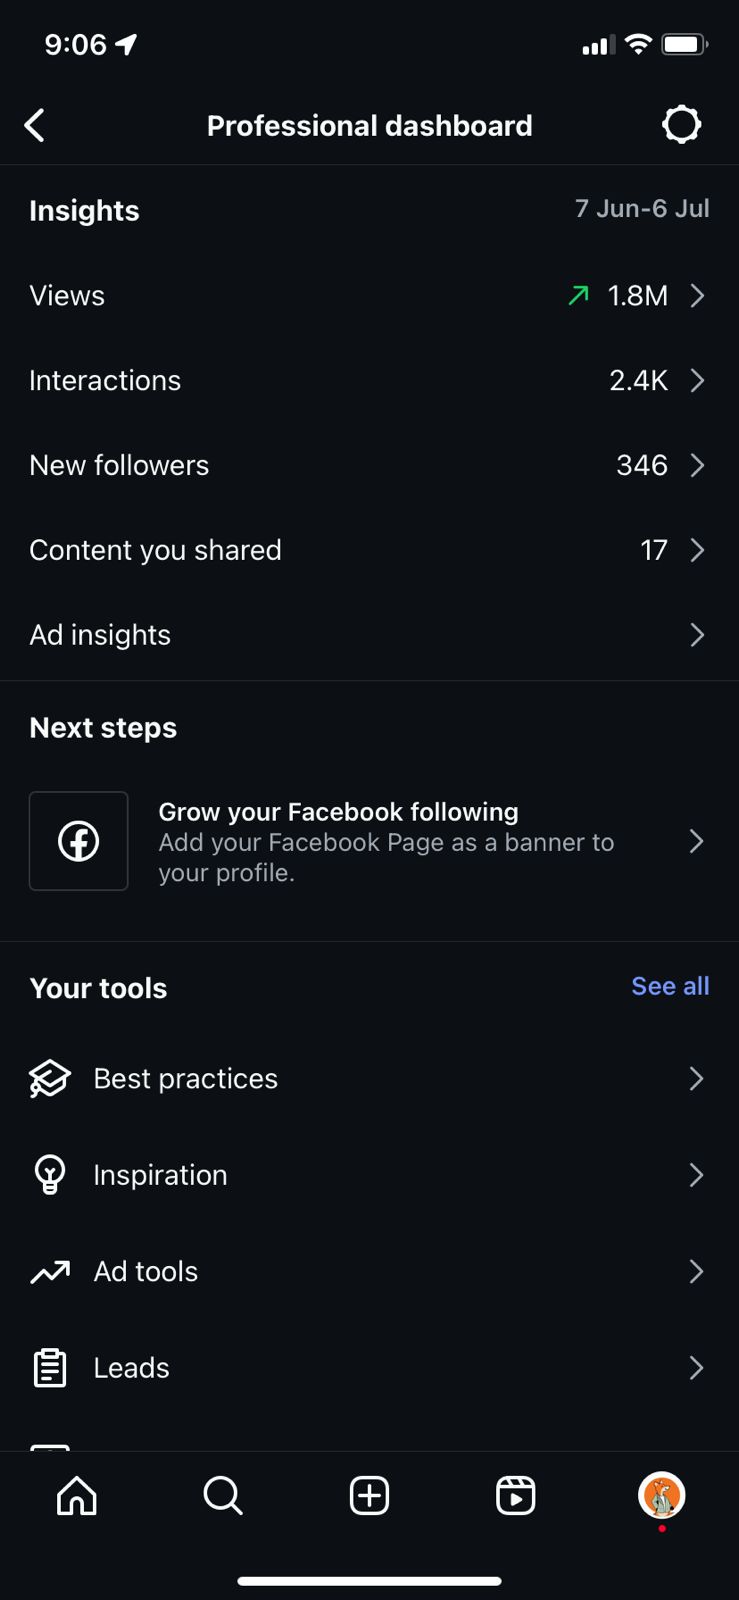 9:06
Professional dashboard
Insights
7 Jun-6 Jul
Views
1.8M
Interactions
2.4K
New followers
346
Content you shared
17
Ad insights
Next steps
Grow your Facebook following
Add your Facebook Page as a banner to
your profile.
Your tools
See all
Best practices
Inspiration
Ad tools
Leads